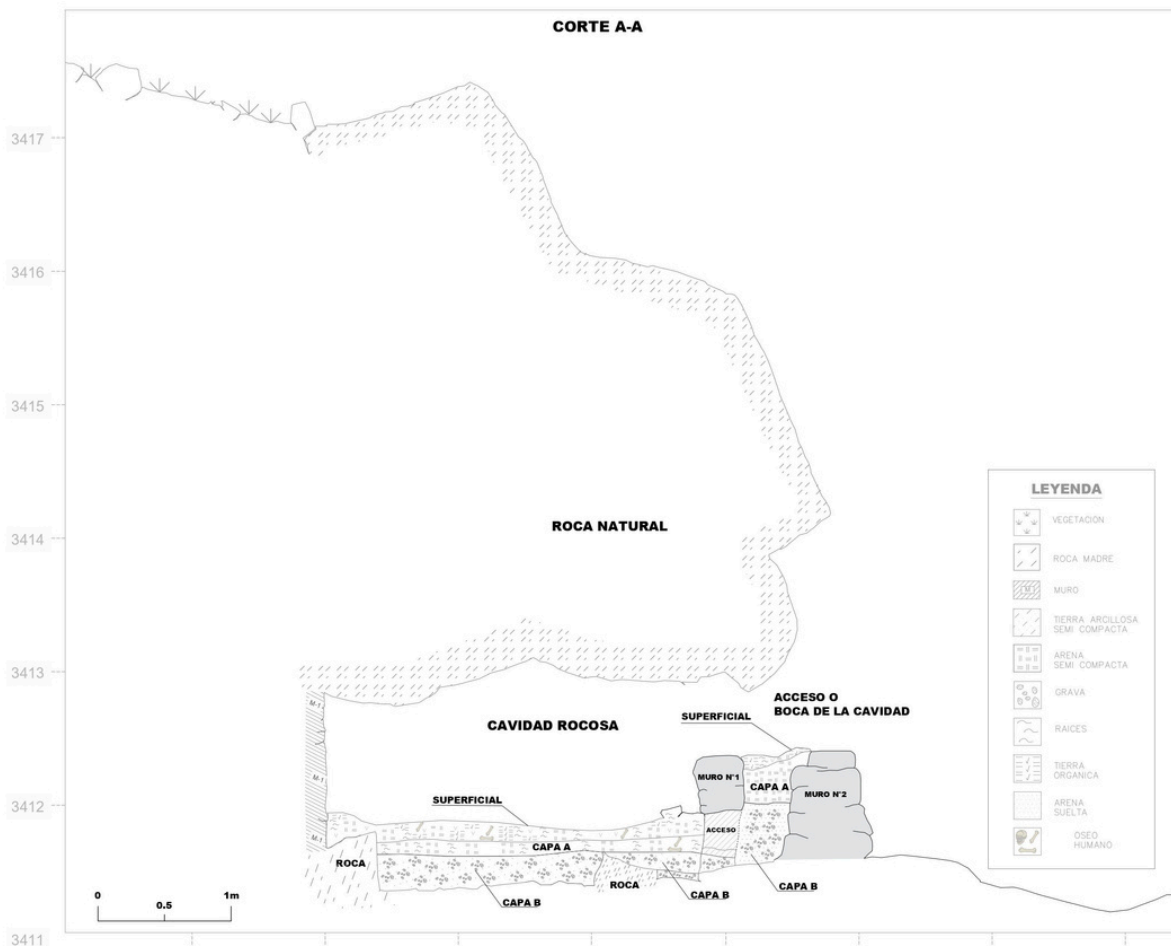 CORTE A-A
3417
3416
3415
3414
3413
3412
3411
ROCA NATURAL
ACCESO O
BOCA DE LA CAVIDAD
SUPERFICIAL
CAVIDAD ROCOSA
M-1
M-1
M-1
MURO N°1
CAPA A
MURO N°2
SUPERFICIAL
ACCESO
CAPA A
ROCA
ROCA
CAPA B
CAPA B
CAPA B
0
0.5
1m
LEYENDA
VEGETACION
ROCA MADRE
M-1
MURO
TIERRA ARCILLOSA
SEMI COMPACTA
ARENA
SEMI COMPACTA
GRAVA
RAICES
TIERRA
ORGANICA
ARENA
SUELTA
OSEO
HUMANO